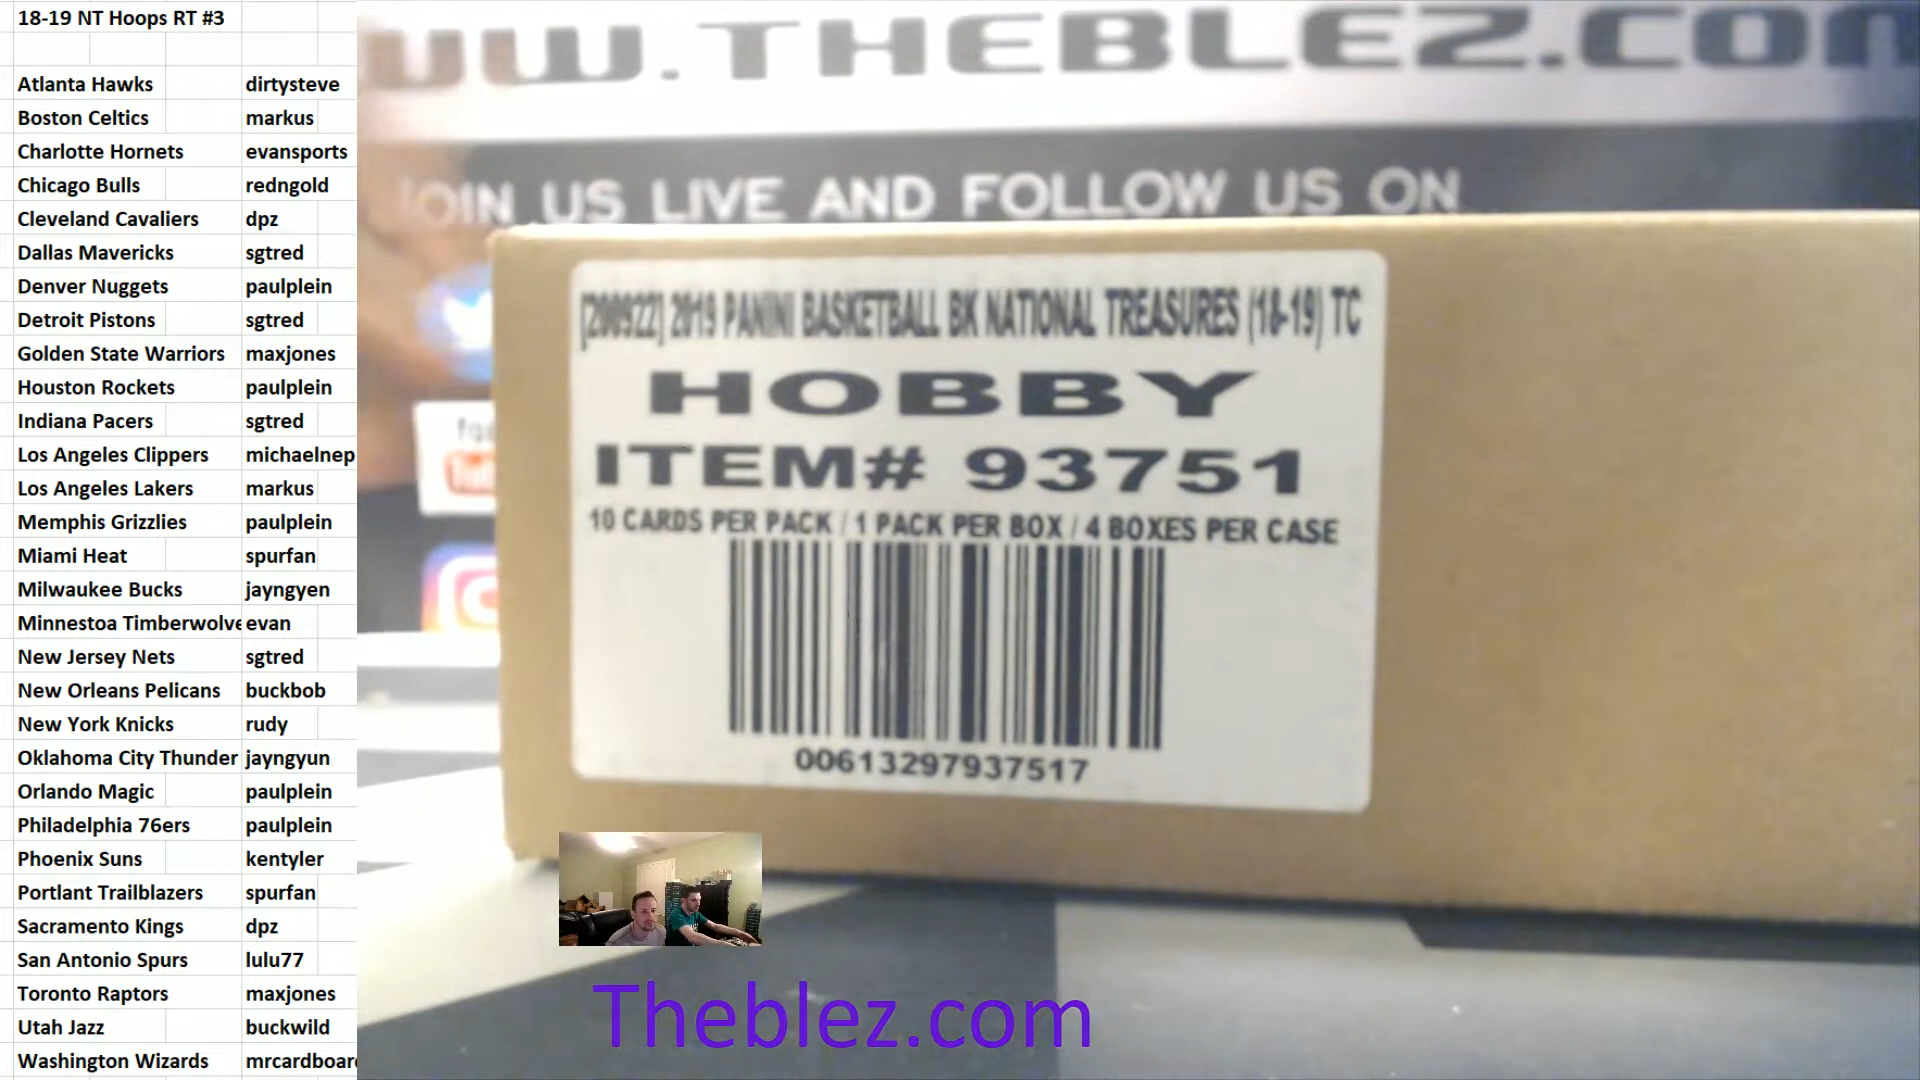 18-19 NT Hoops RT #3
Atlanta Hawks dirtysteve
Boston Celtics markus
Charlotte Hornets evansports
Chicago Bulls redngold
Cleveland Cavaliers dpz
Dallas Mavericks sgtred
Denver Nuggets paulplein
Detroit Pistons sgtred
Golden State Warriors maxjones
Houston Rockets paulplein
Indiana Pacers sgtred
Los Angeles Clippers michaelnep
Los Angeles Lakers markus
Memphis Grizzlies paulplein
Miami Heat spurfan
Milwaukee Bucks jayngyen
Minnestoa Timberwolve evan
New Jersey Nets sgtred
New Orleans Pelicans buckbob
New York Knicks rudy
Oklahoma City Thunder jayngyun
Orlando Magic paulplein
Philadelphia 76ers paulplein
Phoenix Suns kentyler
Portlant Trailblazers spurfan
Sacramento Kings dpz
San Antonio Spurs lulu77
Toronto Raptors maxjones
Utah Jazz buckwild
Washington Wizards mrcardboard
WW.THEBLEZ.COM
JOIN US LIVE AND FOLLOW US ON
[200922] 2019 PANINI BASKETBALL BK NATIONAL TREASURES (18-19) TC
HOBBY
ITEM# 93751
10 CARDS PER PACK / 1 PACK PER BOX / 4 BOXES PER CASE
00613297937517
Theblez.com